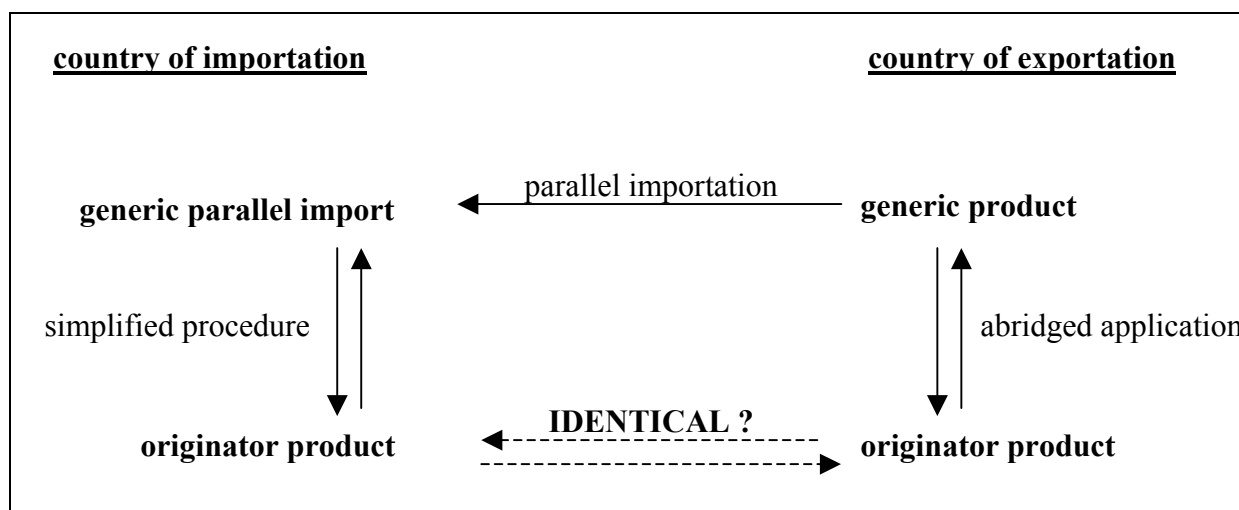 country of importation
country of exportation
parallel importation
generic parallel import
generic product
simplified procedure
abridged application
IDENTICAL ?
originator product
originator product